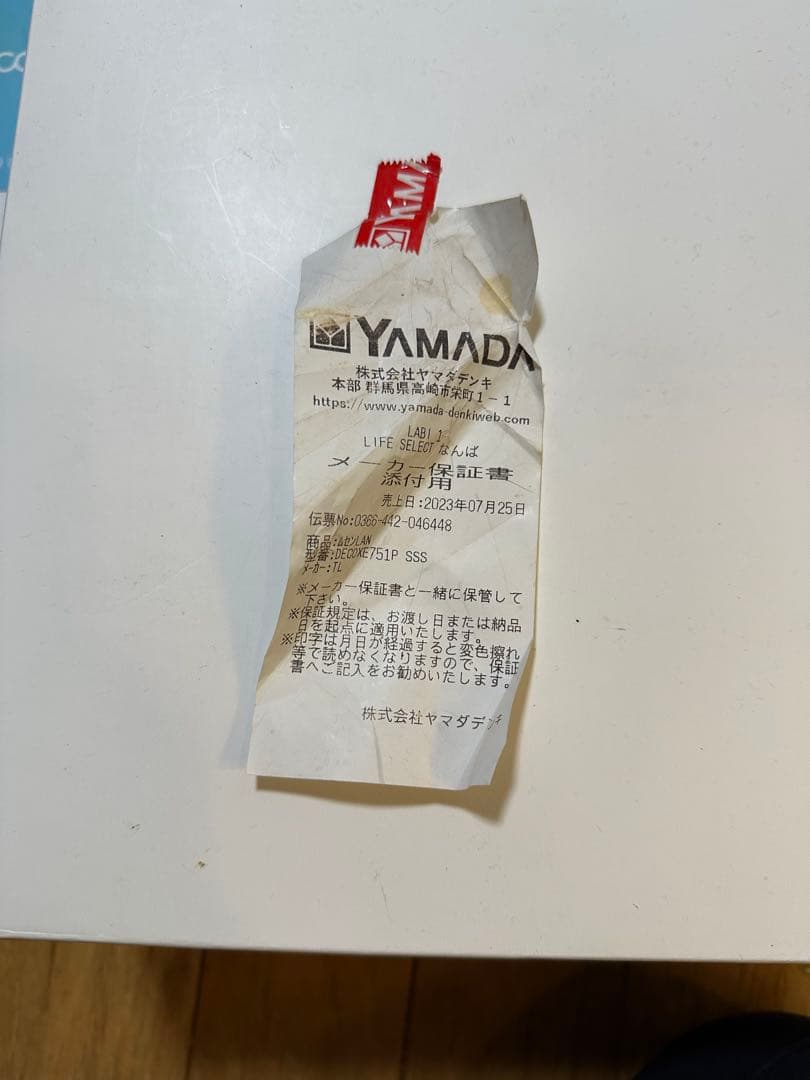 YAMADA
YAMADA
株式会社ヤマダデンキ
本部 群馬県高崎市栄町1-1
https://www.yamada-denkiweb.com
LABI 1
LIFE SELECT なんば
メーカー保証書
添付用
売上日:2023年07月25日
伝票No:0366-442-046448
商品:ﾑｾﾝLAN
型番:DECOXE751P SSS
ﾒｰｶｰ:TL
※メーカー保証書と一緒に保管して
下さい。
※保証規定は、お渡し日または納品
日を起点に適用いたします。
※印字は月日が経過すると変色擦れ
等で読めなくなりますので、保証
書へご記入をお勧めいたします。
株式会社ヤマダデンキ